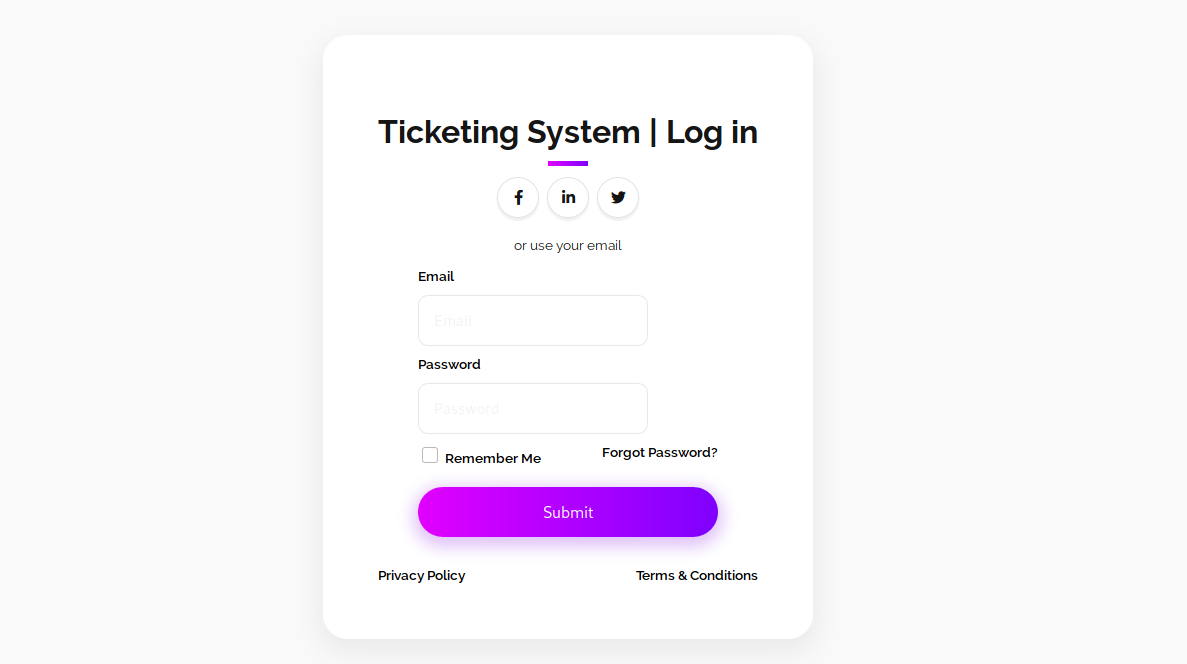 Ticketing System | Log in
or use your email
Email
Email
Password
Password
Remember Me
Forgot Password?
Submit
Privacy Policy
Terms & Conditions